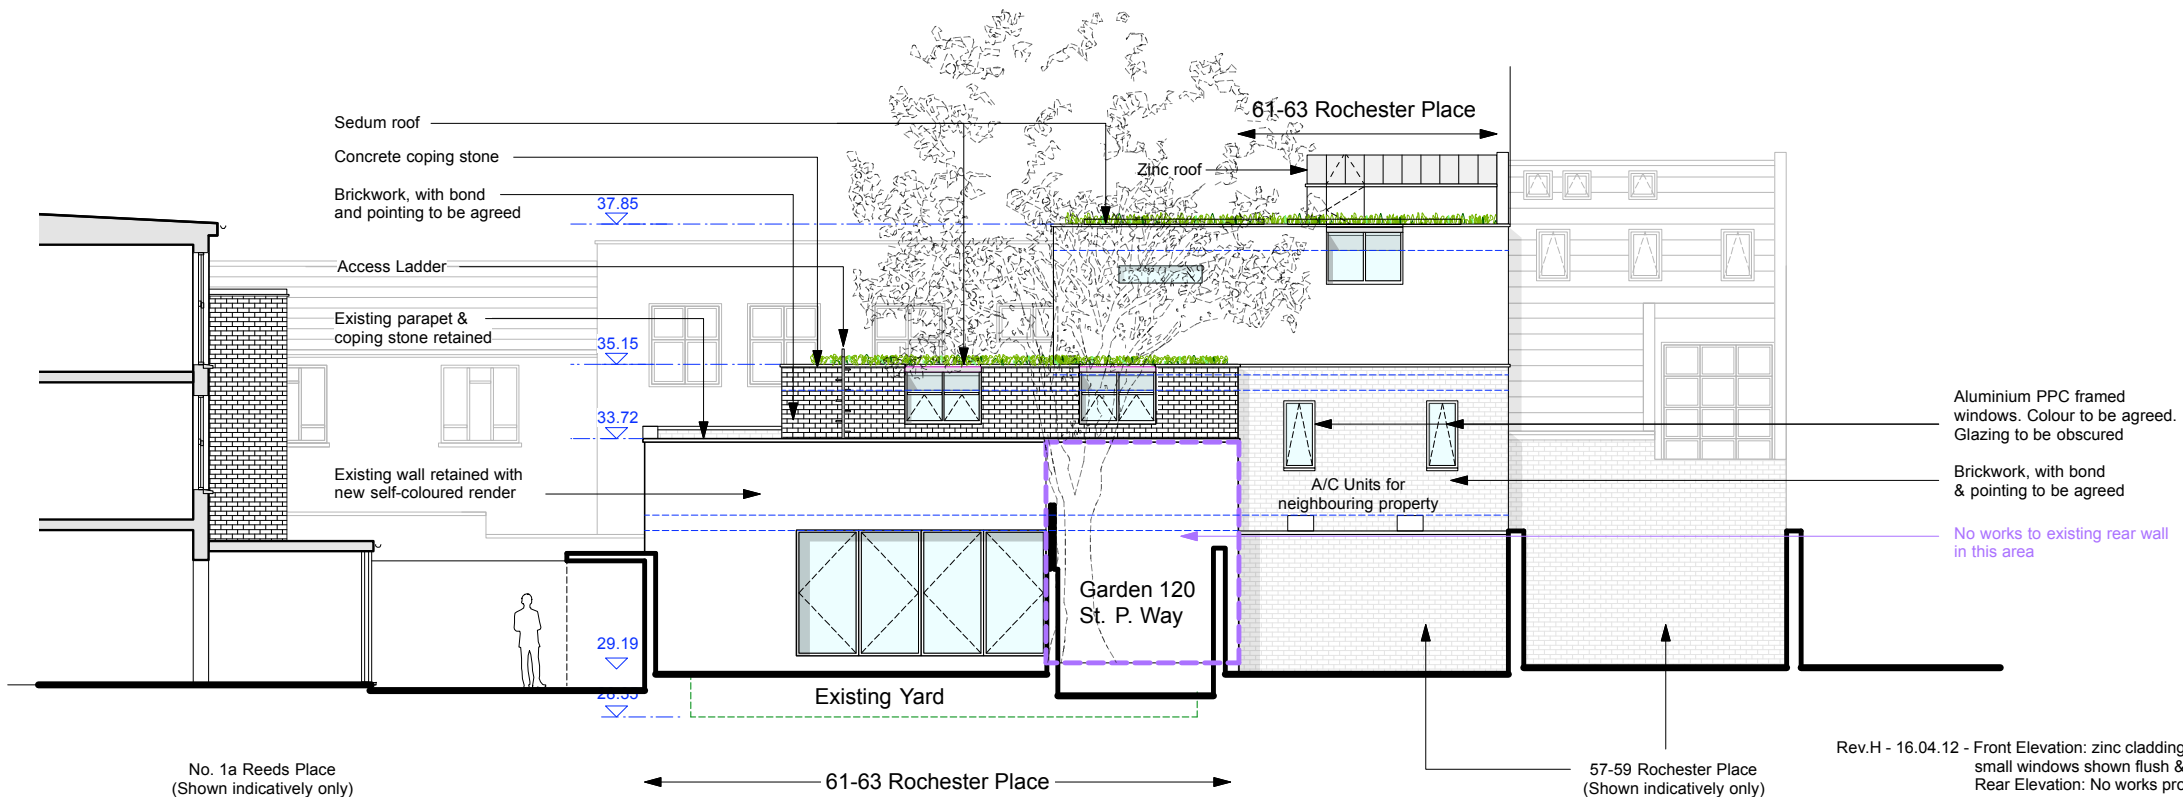 61-63 Rochester Place
Sedum roof
Concrete coping stone
Zinc roof
Brickwork, with bond
and pointing to be agreed
37.85
Access Ladder
Existing parapet &
coping stone retained
35.15
33.72
Aluminium PPC framed
windows. Colour to be agreed.
Glazing to be obscured
Existing wall retained with
new self-coloured render
A/C Units for
neighbouring property
Brickwork, with bond
& pointing to be agreed
No works to existing rear wall
in this area
Garden 120
St. P. Way
29.19
Existing Yard
No. 1a Reeds Place
(Shown indicatively only)
61-63 Rochester Place
57-59 Rochester Place
(Shown indicatively only)
Rev.H - 16.04.12 - Front Elevation: zinc cladding
small windows shown flush &
Rear Elevation: No works